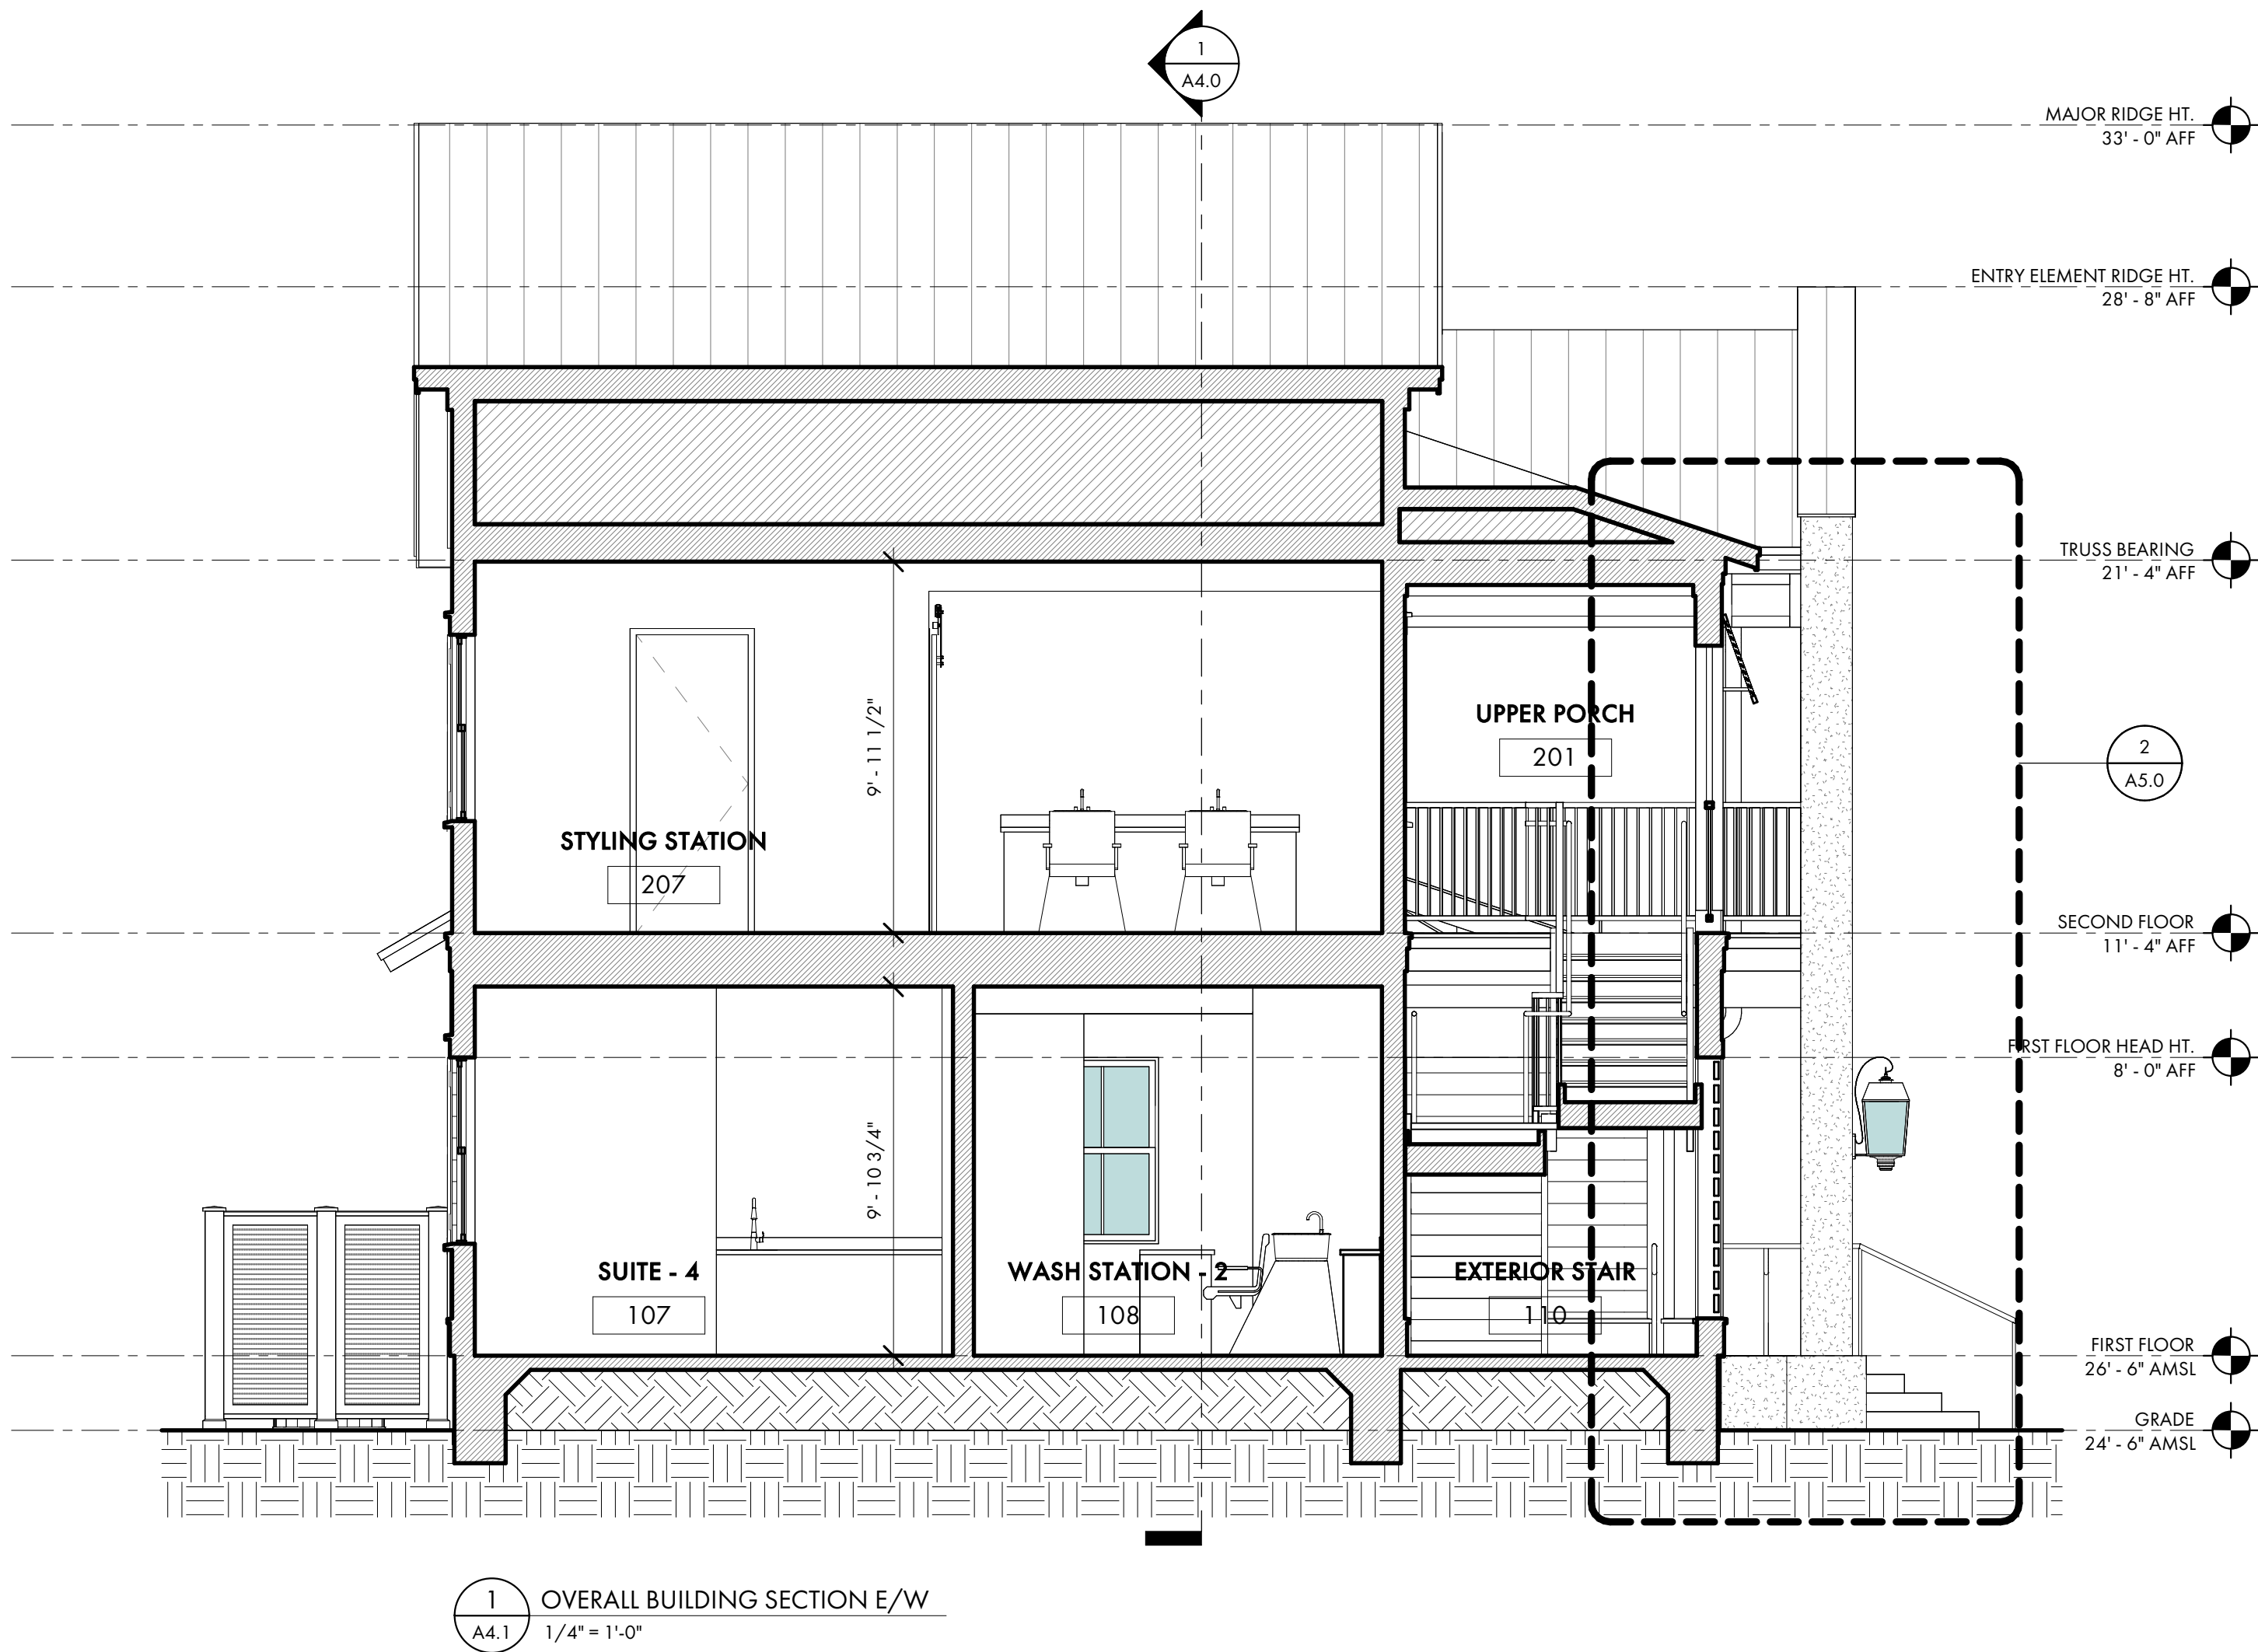 1
A4.0
MAJOR RIDGE HT.
33' - 0" AFF
ENTRY ELEMENT RIDGE HT.
28' - 8" AFF
TRUSS BEARING
21' - 4" AFF
9' - 11 1/2"
UPPER PORCH
201
2
A5.0
STYLING STATION
207
SECOND FLOOR
11' - 4" AFF
FIRST FLOOR HEAD HT.
8' - 0" AFF
9' - 10 3/4"
SUITE - 4
107
WASH STATION - 2
108
EXTERIOR STAIR
110
FIRST FLOOR
26' - 6" AMSL
GRADE
24' - 6" AMSL
1
A4.1
OVERALL BUILDING SECTION E/W
1/4" = 1'-0"